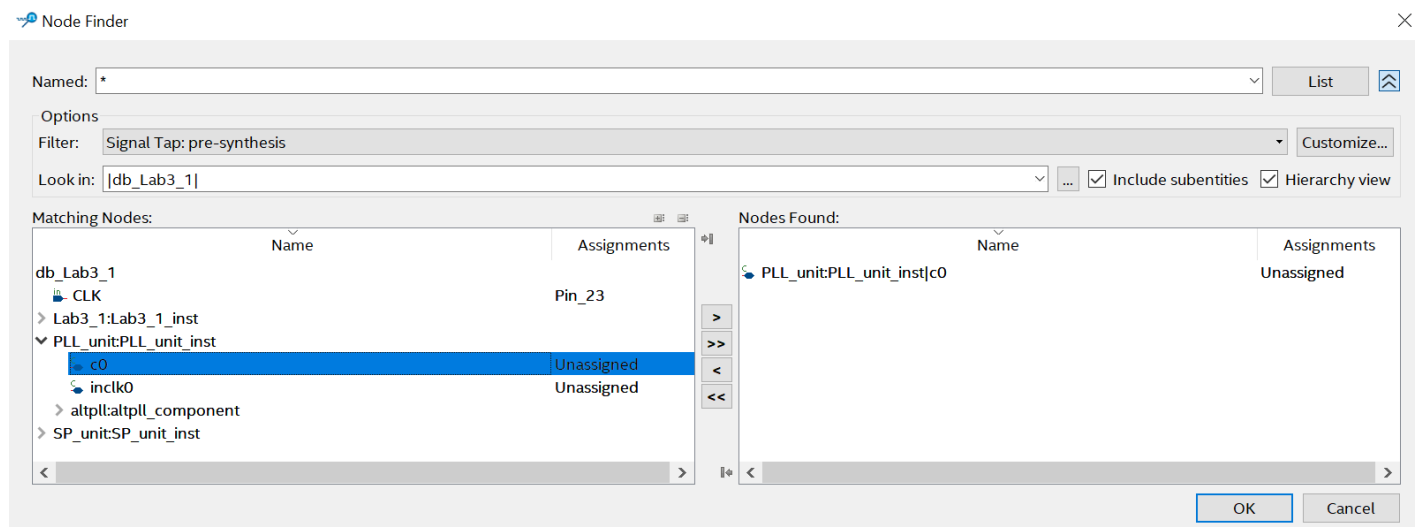 Node Finder
Named: * List
Options
Filter: Signal Tap: pre-synthesis Customize...
Look in: |db_Lab3_1| ... Include subentities Hierarchy view
Matching Nodes: Nodes Found:
Name Assignments Name Assignments
db_Lab3_1 PLL_unit:PLL_unit_inst|c0 Unassigned
CLK Pin_23
Lab3_1:Lab3_1_inst >
PLL_unit:PLL_unit_inst >>
c0 Unassigned <
inclk0 Unassigned <<
altpll:altpll_component
SP_unit:SP_unit_inst
OK Cancel